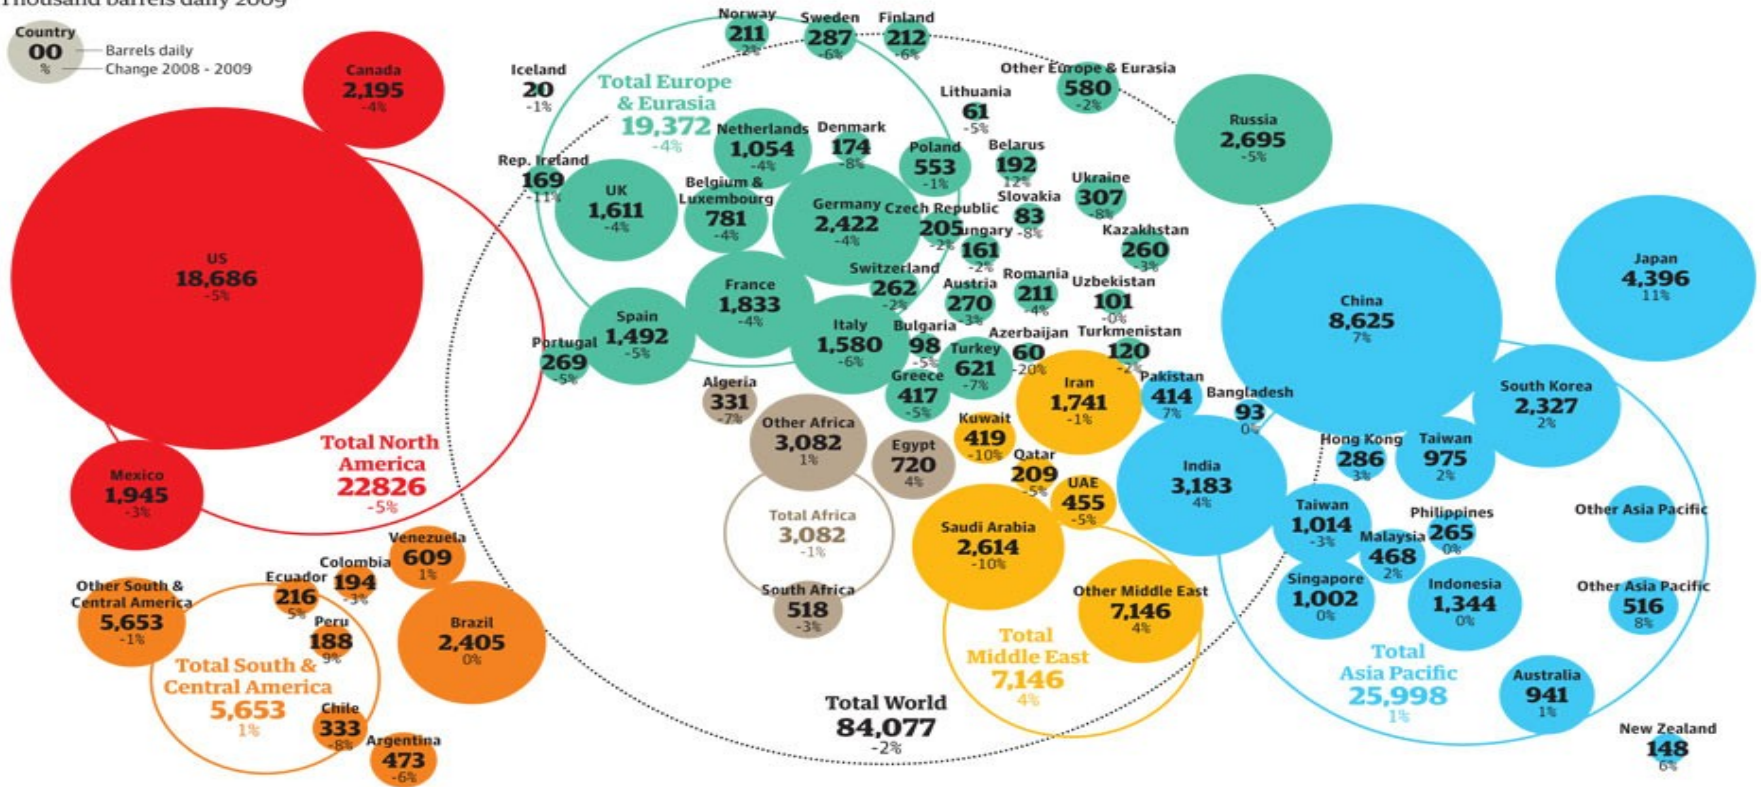 Thousand barrels daily 2009
Country
00
%
Barrels daily
Change 2008 - 2009
Canada
2,195
-4%
US
18,686
-5%
Mexico
1,945
-3%
Total North
America
22826
-5%
Venezuela
609
1%
Colombia
194
-3%
Ecuador
216
5%
Peru
188
9%
Other South &
Central America
5,653
-1%
Brazil
2,405
0%
Total South &
Central America
5,653
1%
Chile
333
-8%
Argentina
473
-6%
Norway
211
-2%
Sweden
287
-6%
Finland
212
-6%
Iceland
20
-1%
Total Europe
& Eurasia
19,372
-4%
Other Europe & Eurasia
580
-2%
Lithuania
61
-5%
Russia
2,695
-5%
Netherlands
1,054
-4%
Denmark
174
-8%
Poland
553
-1%
Belarus
192
12%
Rep. Ireland
169
-11%
UK
1,611
-4%
Belgium &
Luxembourg
781
-4%
Germany
2,422
-4%
Czech Republic
205
-2%
Slovakia
83
-8%
Ukraine
307
-8%
ungary
161
-2%
Kazakhstan
260
-3%
Switzerland
262
-2%
Austria
270
-3%
Romania
211
-4%
Uzbekistan
101
-0%
France
1,833
-4%
Spain
1,492
-5%
Portugal
269
-5%
Italy
1,580
-6%
Bulgaria
98
-5%
Turkey
621
-7%
Azerbaijan
60
-20%
Turkmenistan
120
-2%
Greece
417
-5%
Algeria
331
-7%
Other Africa
3,082
1%
Egypt
720
4%
Total Africa
3,082
-1%
South Africa
518
-3%
Iran
1,741
-1%
Kuwait
419
-10%
Qatar
209
-5%
UAE
455
-5%
Saudi Arabia
2,614
-10%
Other Middle East
7,146
4%
Total
Middle East
7,146
4%
Total World
84,077
-2%
China
8,625
7%
Japan
4,396
11%
Pakistan
414
7%
Bangladesh
93
0%
South Korea
2,327
2%
India
3,183
4%
Hong Kong
286
3%
Taiwan
975
2%
Taiwan
1,014
-3%
Philippines
265
0%
Malaysia
468
2%
Other Asia Pacific
Singapore
1,002
0%
Indonesia
1,344
0%
Other Asia Pacific
516
8%
Total
Asia Pacific
25,998
1%
Australia
941
1%
New Zealand
148
6%